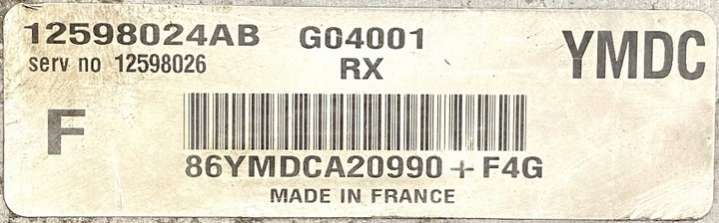 12598024AB G04001 YMDC
serv no 12598026 RX
F
86YMDCA20990+F4G
MADE IN FRANCE